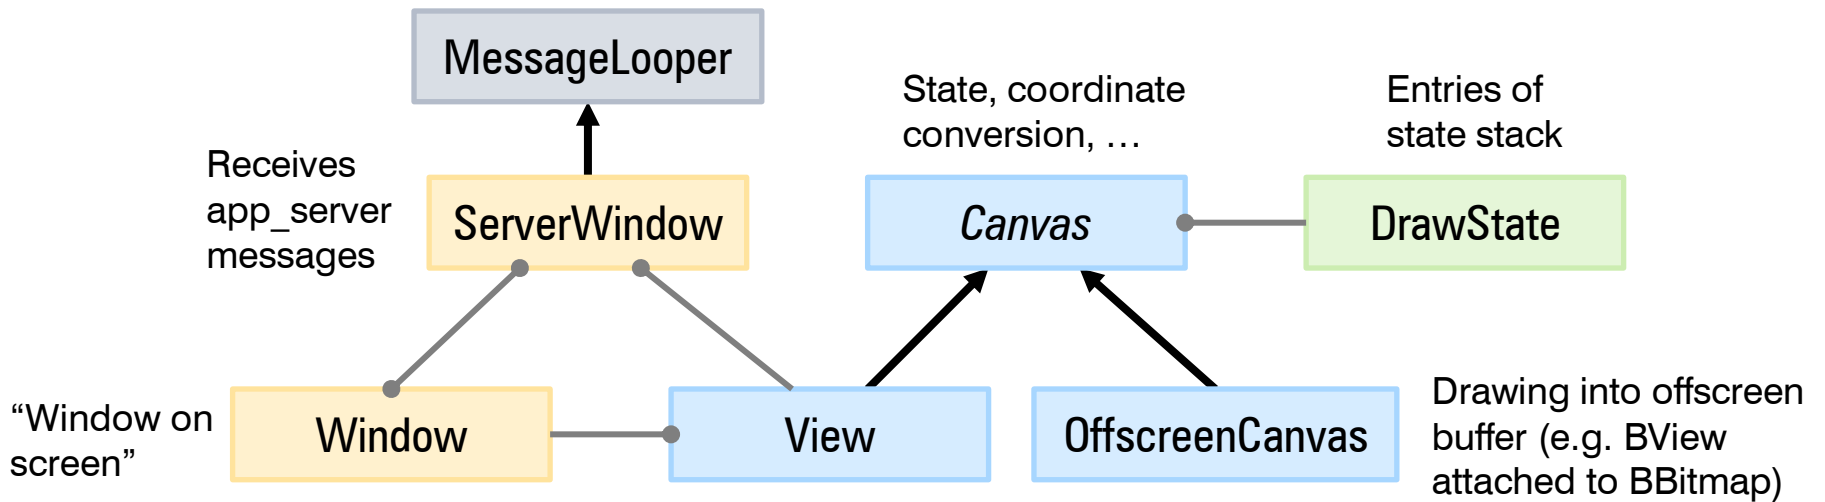 MessageLooper
State, coordinate
conversion, …
Entries of
state stack
Receives
app_server
messages
ServerWindow
Canvas
DrawState
“Window on
screen”
Window
View
OffscreenCanvas
Drawing into offscreen
buffer (e.g. BView
attached to BBitmap)